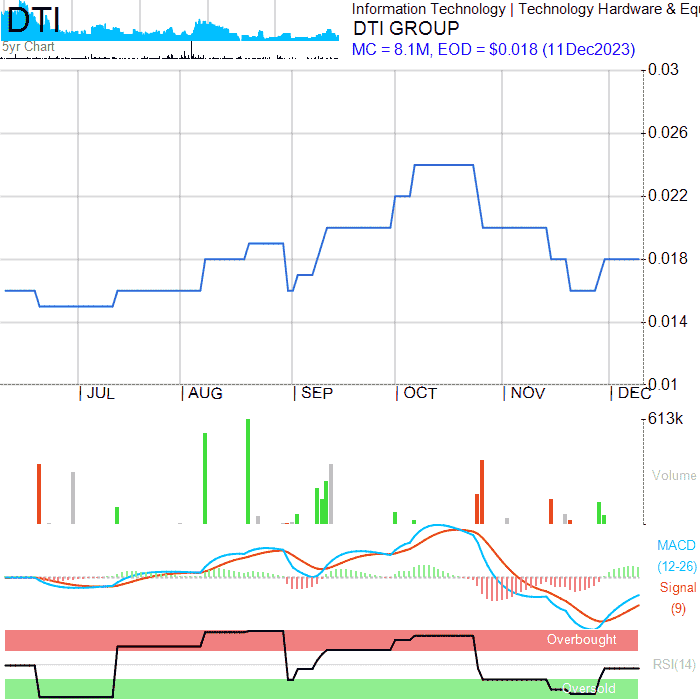 DTI
5yr Chart
Information Technology | Technology Hardware & Equ
DTI GROUP
MC = 8.1M, EOD = $0.018 (11Dec2023)
0.03
0.026
0.022
0.018
0.014
0.01
JUL
AUG
SEP
OCT
NOV
DEC
613k
Volume
MACD
(12-26)
Signal
(9)
Overbought
RSI(14)
Oversold